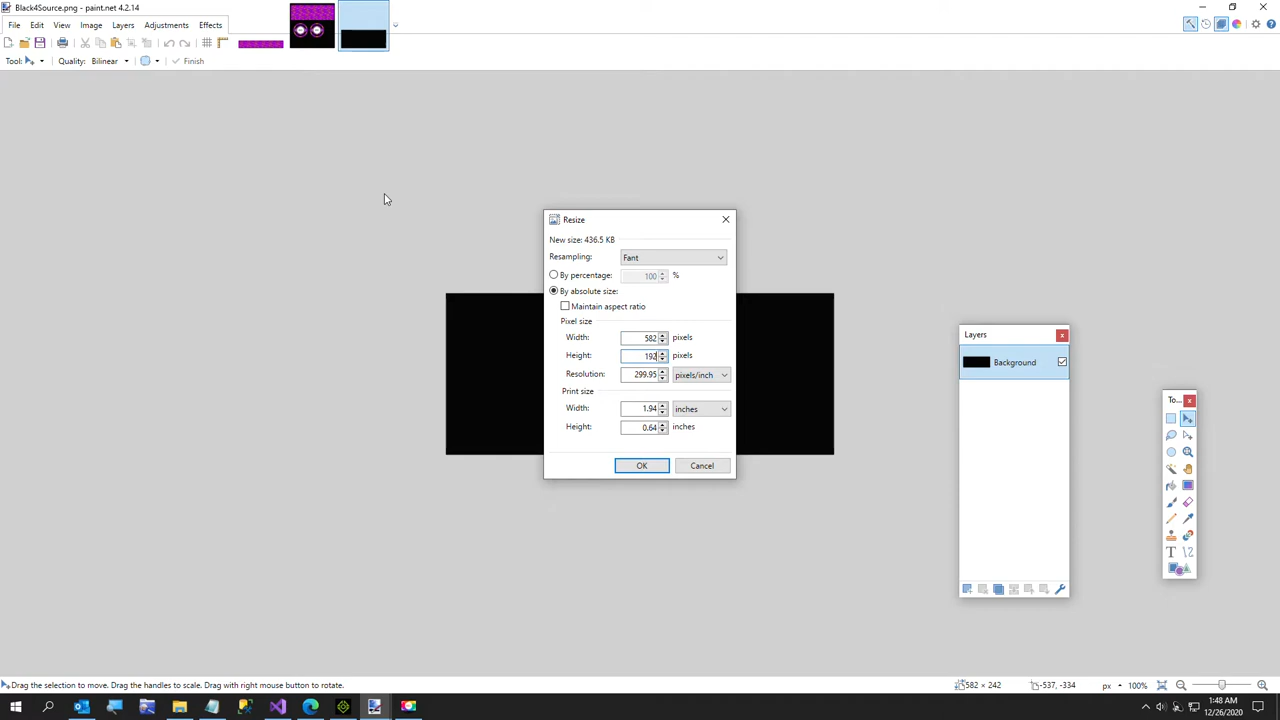 Black4Source.png - paint.net 4.2.14
File Edit View Image Layers Adjustments Effects
Tool: Quality: Bilinear Finish
Resize
New size: 436.5 KB
Resampling: Fant
By percentage: 100 %
By absolute size:
Maintain aspect ratio
Pixel size
Width: 582 pixels
Height: 192 pixels
Resolution: 299.95 pixels/inch
Print size
Width: 1.94 inches
Height: 0.64 inches
OK Cancel
Layers
Background
To...
Drag the selection to move. Drag the handles to scale. Drag with right mouse button to rotate. 582 × 242 -537, -334 px 100%
1:48 AM
12/26/2020